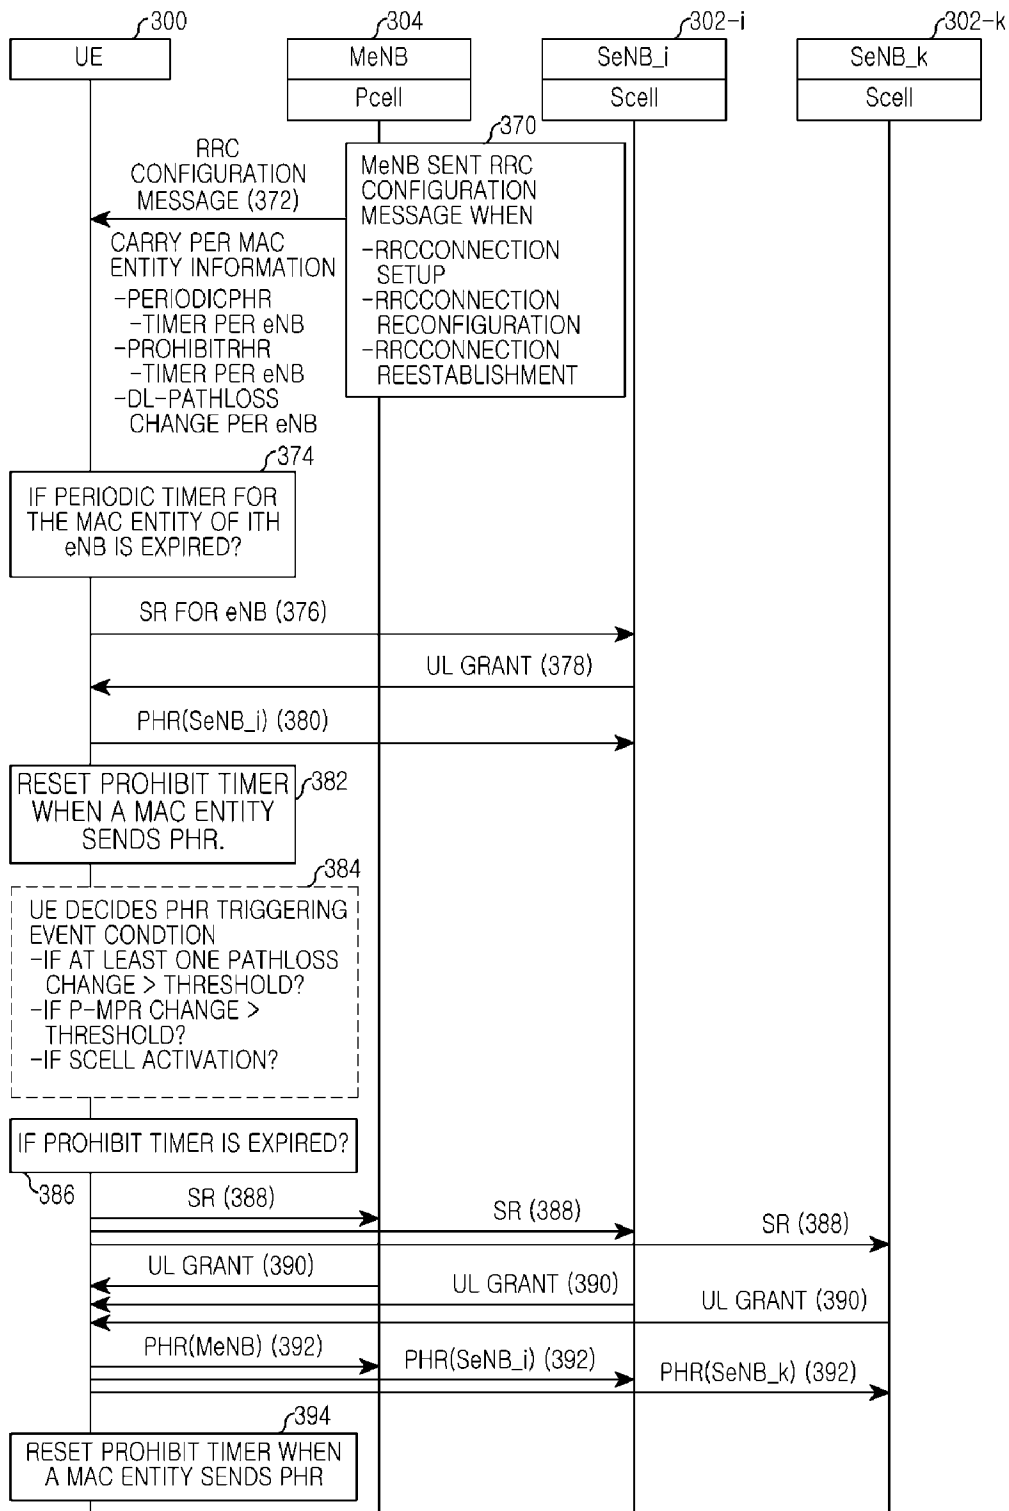 300
304
302-i
302-k
UE
MeNB
SeNB_i
SeNB_k
Pcell
Scell
Scell
370
RRC
CONFIGURATION
MESSAGE (372)
CARRY PER MAC
ENTITY INFORMATION
-PERIODICPHR
-TIMER PER eNB
-PROHIBITRHR
-TIMER PER eNB
-DL-PATHLOSS
CHANGE PER eNB
MeNB SENT RRC
CONFIGURATION
MESSAGE WHEN
-RRCCONNECTION
SETUP
-RRCCONNECTION
RECONFIGURATION
-RRCCONNECTION
REESTABLISHMENT
374
IF PERIODIC TIMER FOR
THE MAC ENTITY OF ITH
eNB IS EXPIRED?
SR FOR eNB (376)
UL GRANT (378)
PHR(SeNB_i) (380)
382
RESET PROHIBIT TIMER
WHEN A MAC ENTITY
SENDS PHR.
384
UE DECIDES PHR TRIGGERING
EVENT CONDTION
-IF AT LEAST ONE PATHLOSS
CHANGE > THRESHOLD?
-IF P-MPR CHANGE >
THRESHOLD?
-IF SCELL ACTIVATION?
IF PROHIBIT TIMER IS EXPIRED?
386
SR (388)
SR (388)
SR (388)
UL GRANT (390)
UL GRANT (390)
UL GRANT (390)
PHR(MeNB) (392)
PHR(SeNB_i) (392)
PHR(SeNB_k) (392)
394
RESET PROHIBIT TIMER WHEN
A MAC ENTITY SENDS PHR